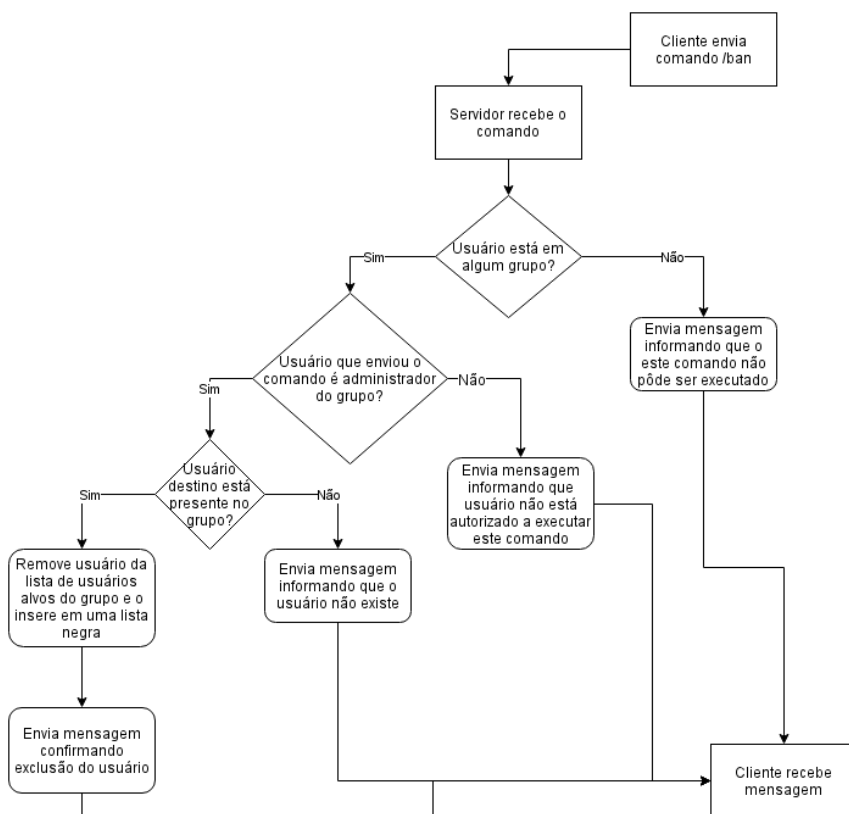 Cliente envia
comando /ban
Servidor recebe o
comando
Usuário está em
algum grupo?
Sim
Não
Envia mensagem
informando que o
este comando não
pôde ser executado
Usuário que enviou o
comando é administrador
do grupo?
Sim
Não
Usuário
destino está
presente no
grupo?
Envia mensagem
informando que
usuário não está
autorizado a executar
este comando
Sim
Não
Remove usuário da
lista de usuários
alvos do grupo e o
insere em uma lista
negra
Envia mensagem
informando que o
usuário não existe
Envia mensagem
confirmando
exclusão do usuário
Cliente recebe
mensagem